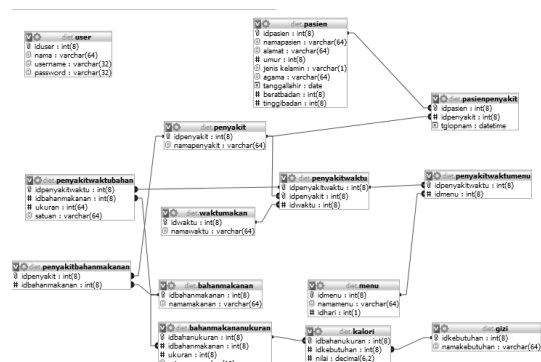 diet.user
iduser : int(8)
nama : varchar(64)
username : varchar(32)
password : varchar(32)
diet.pasien
idpasien : int(8)
namapasien : varchar(64)
alamat : varchar(64)
# umur : int(8)
jenis kelamin : varchar(1)
agama : varchar(64)
tanggallahir : date
# beratbadan : int(8)
# tinggibadan : int(8)
diet.pasienpenyakit
idpasien : int(8)
# idpenyakit : int(8)
tglopnam : datetime
diet.penyakit
idpenyakit : int(8)
namapenyakit : varchar(64)
diet.penyakitwaktubahan
idpenyakitwaktu : int(8)
# idbahanmakanan : int(8)
# ukuran : int(64)
satuan : varchar(64)
diet.penyakitwaktu
idpenyakitwaktu : int(8)
idpenyakit : int(8)
# idwaktu : int(8)
diet.penyakitwaktumenu
idpenyakitwaktu : int(8)
# idmenu : int(8)
diet.waktumakan
idwaktu : int(8)
namawaktu : varchar(64)
diet.penyakitbahanmakanan
idpenyakit : int(8)
# idbahanmakanan : int(8)
diet.bahanmakanan
idbahanmakanan : int(8)
namamakanan : varchar(64)
diet.menu
idmenu : int(8)
namamenu : varchar(64)
# idhari : int(1)
diet.bahanmakananukuran
idbahanukuran : int(8)
# idbahanmakanan : int(8)
# ukuran : int(8)
diet.kalori
idbahanukuran : int(8)
# idkebutuhan : int(8)
# nilai : decimal(6,2)
diet.gizi
idkebutuhan : int(8)
namakebutuhan : varchar(64)